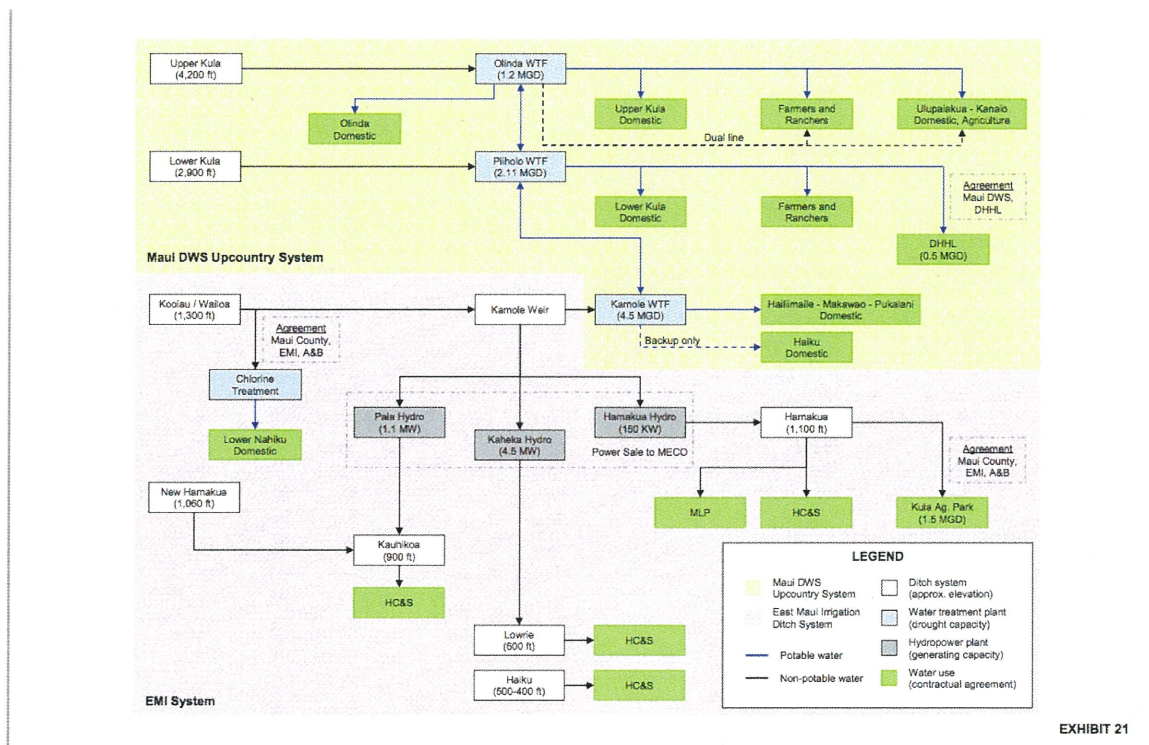 Upper Kula
(4,200 ft)
Olinda WTF
(1.2 MGD)
Olinda
Domestic
Upper Kula
Domestic
Farmers and
Ranchers
Ulupalakua - Kanaio
Domestic, Agriculture
Dual line
Lower Kula
(2,900 ft)
Piiholo WTF
(2.11 MGD)
Agreement
Maui DWS,
DHHL
Lower Kula
Domestic
Farmers and
Ranchers
DHHL
(0.5 MGD)
Maui DWS Upcountry System
Koolau / Wailoa
(1,300 ft)
Kamole Weir
Kamole WTF
(4.5 MGD)
Haliimaile - Makawao - Pukalani
Domestic
Agreement
Maui County,
EMI, A&B
Backup only
Haiku
Domestic
Chlorine
Treatment
Paia Hydro
(1.1 MW)
Kaheka Hydro
(4.5 MW)
Hamakua Hydro
(150 KW)
Hamakua
(1,100 ft)
Lower Nahiku
Domestic
Power Sale to MECO
Agreement
Maui County,
EMI, A&B
New Hamakua
(1,060 ft)
MLP
HC&S
Kula Ag. Park
(1.5 MGD)
Kauhikoa
(900 ft)
HC&S
Lowrie
(600 ft)
HC&S
Haiku
(500-400 ft)
HC&S
EMI System
LEGEND
Maui DWS
Upcountry System
East Maui Irrigation
Ditch System
Potable water
Non-potable water
Ditch system
(approx. elevation)
Water treatment plant
(drought capacity)
Hydropower plant
(generating capacity)
Water use
(contractual agreement)
EXHIBIT 21